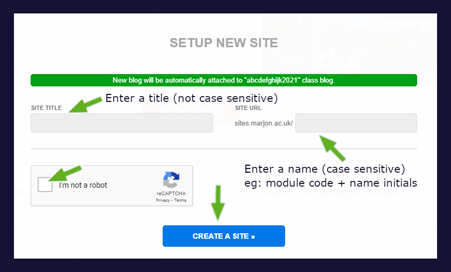 SETUP NEW SITE
New blog will be automatically attached to "abcdefghijk2021" class blog.
SITE TITLE
Enter a title (not case sensitive)
SITE URL
sites.marjon.ac.uk/
Enter a name (case sensitive)
eg: module code + name initials
I'm not a robot
reCAPTCHA
Privacy - Terms
CREATE A SITE »